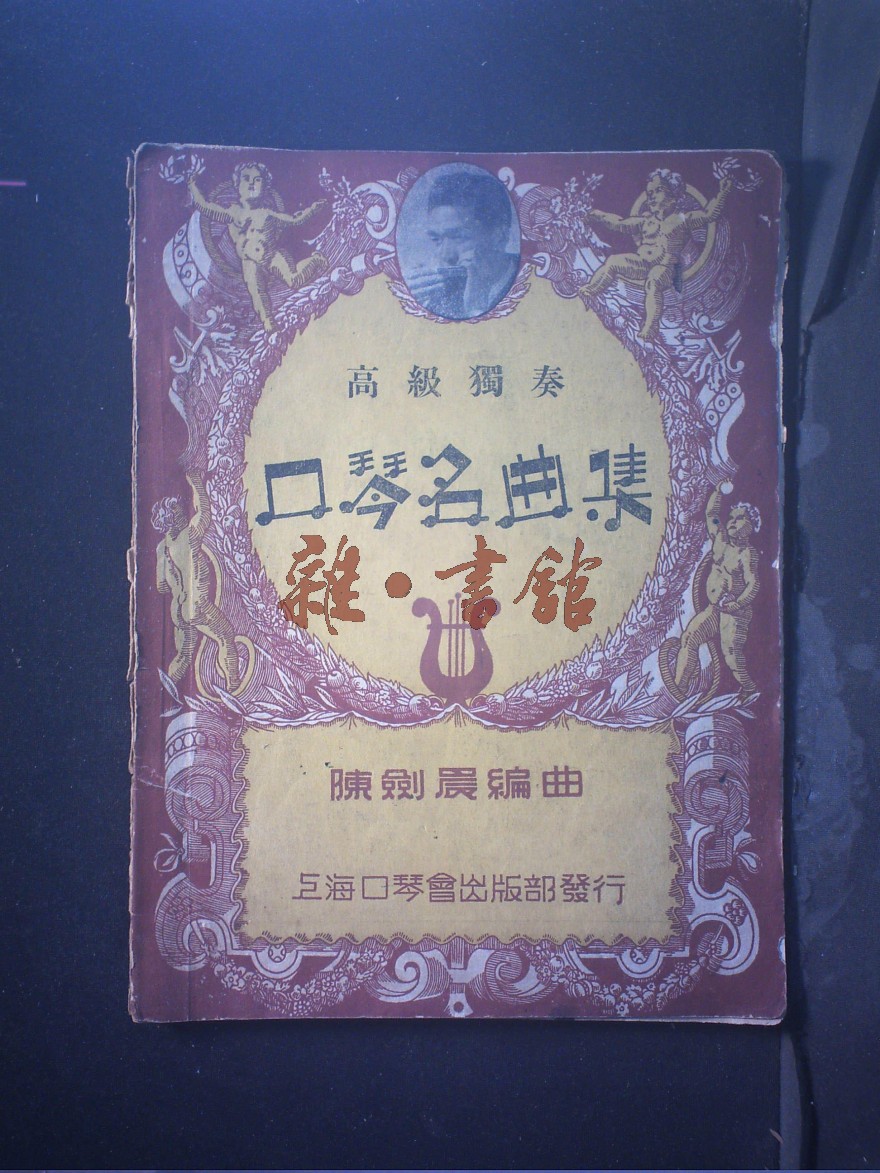 高級獨奏
口琴名曲集
雜·書館
陳劍晨編曲
上海口琴會出版部發行